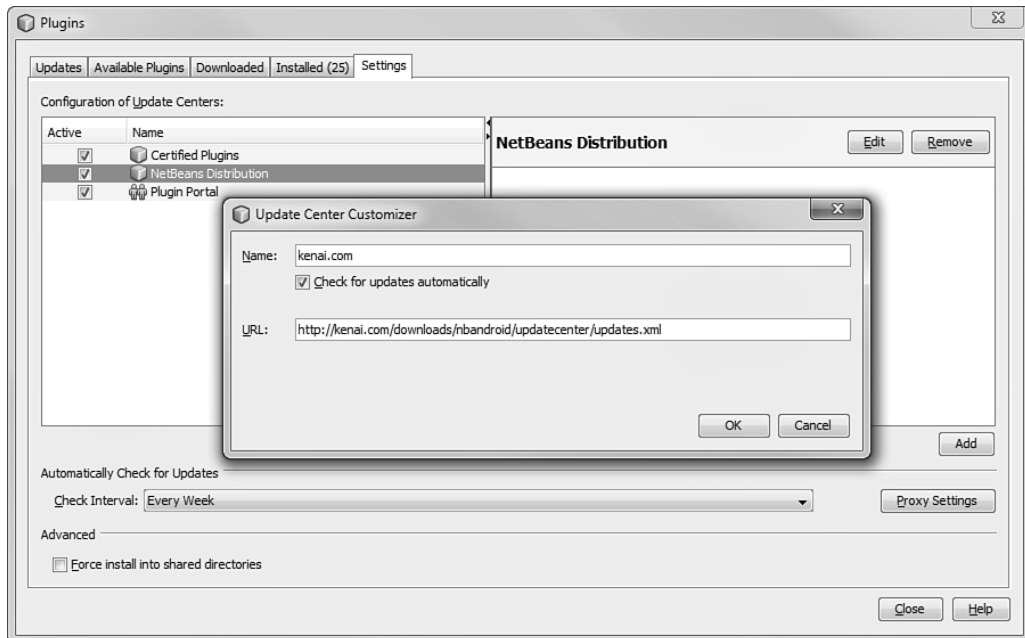 Plugins
Updates Available Plugins Downloaded Installed (25) Settings
Configuration of Update Centers:
Active Name
Certified Plugins
NetBeans Distribution
Plugin Portal
NetBeans Distribution Edit Remove
Update Center Customizer
Name: kenai.com
Check for updates automatically
URL: http://kenai.com/downloads/nbandroid/updatecenter/updates.xml
OK Cancel
Add
Automatically Check for Updates
Check Interval: Every Week Proxy Settings
Advanced
Force install into shared directories
Close Help